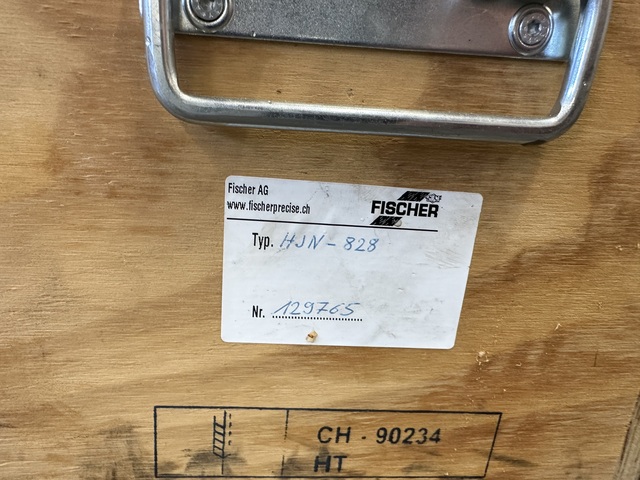 Fischer AG
www.fischerprecise.ch
FISCHER
Typ. HJN-828
Nr. 129765
CH - 90234
HT